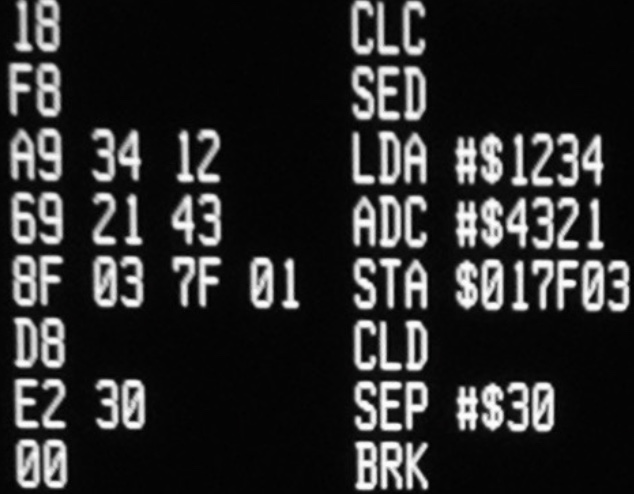 18 CLC
F8 SED
A9 34 12 LDA #$1234
69 21 43 ADC #$4321
8F 03 7F 01 STA $017F03
D8 CLD
E2 30 SEP #$30
00 BRK